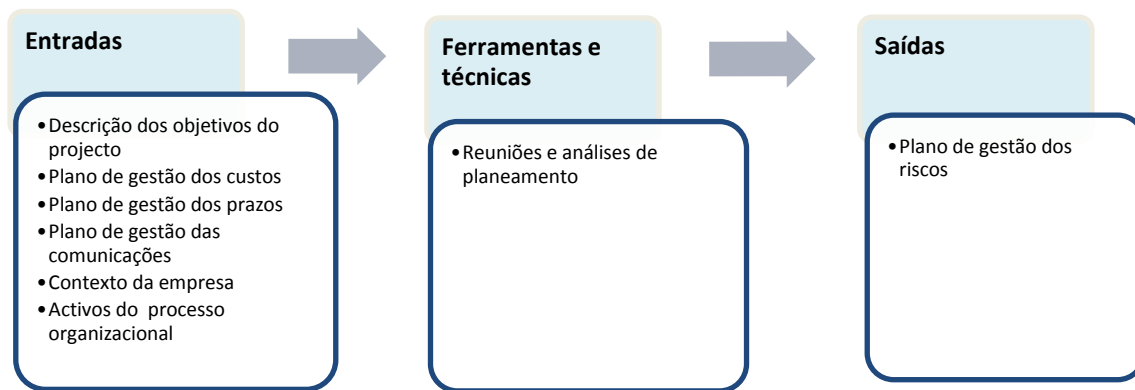 Entradas
•Descrição dos objetivos do
projecto
•Plano de gestão dos custos
•Plano de gestão dos prazos
•Plano de gestão das
comunicações
•Contexto da empresa
•Activos do  processo
organizacional
Ferramentas e
técnicas
•Reuniões e análises de
planeamento
Saídas
•Plano de gestão dos
riscos